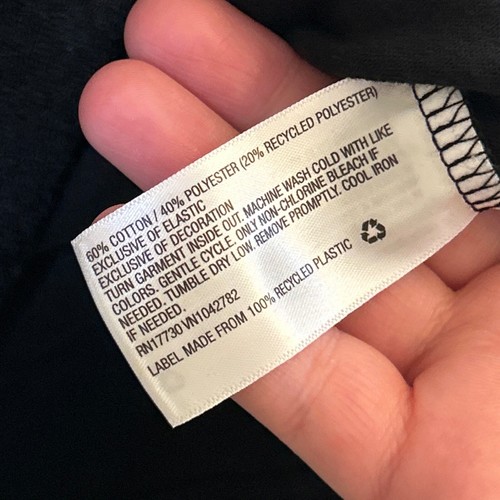 60% COTTON / 40% POLYESTER (20% RECYCLED POLYESTER)
EXCLUSIVE OF ELASTIC
EXCLUSIVE OF DECORATION
TURN GARMENT INSIDE OUT. MACHINE WASH COLD WITH LIKE
COLORS. GENTLE CYCLE. ONLY NON-CHLORINE BLEACH IF
NEEDED. TUMBLE DRY LOW. REMOVE PROMPTLY. COOL IRON
IF NEEDED.
RN17730 VN1042782
LABEL MADE FROM 100% RECYCLED PLASTIC